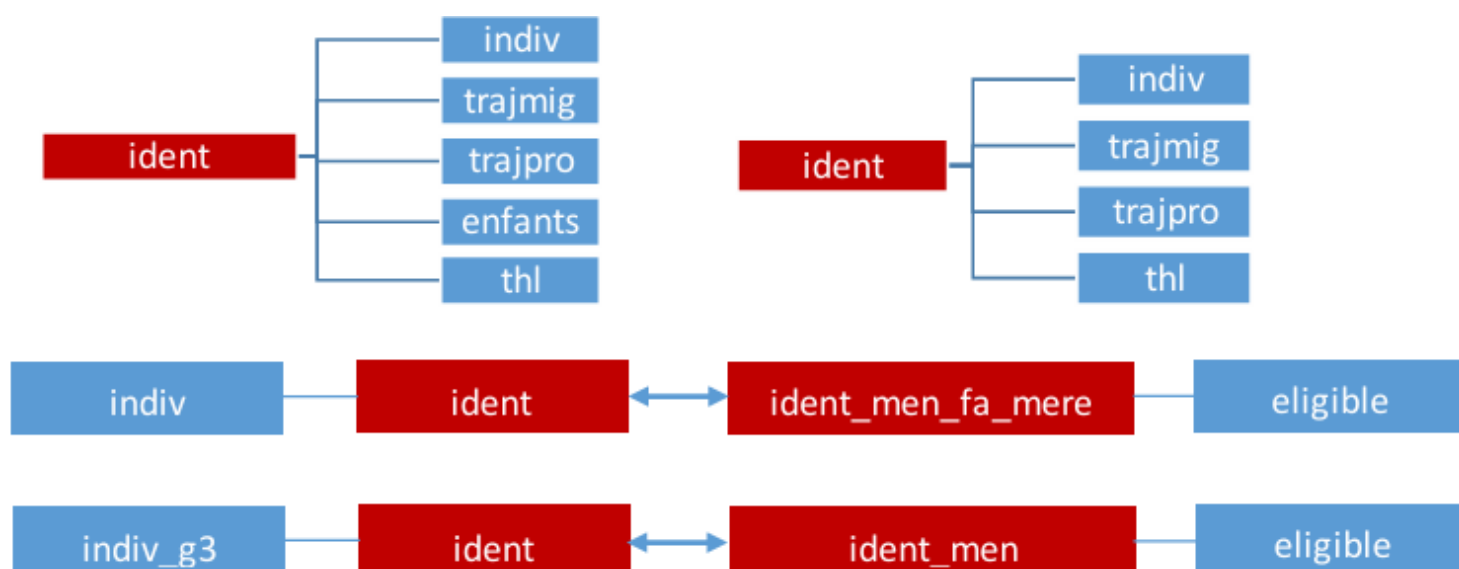 indiv
trajmig
ident
trajpro
enfants
thl
indiv
trajmig
ident
trajpro
thl
indiv ident ident_men_fa_mere eligible
indiv_g3 ident ident_men eligible